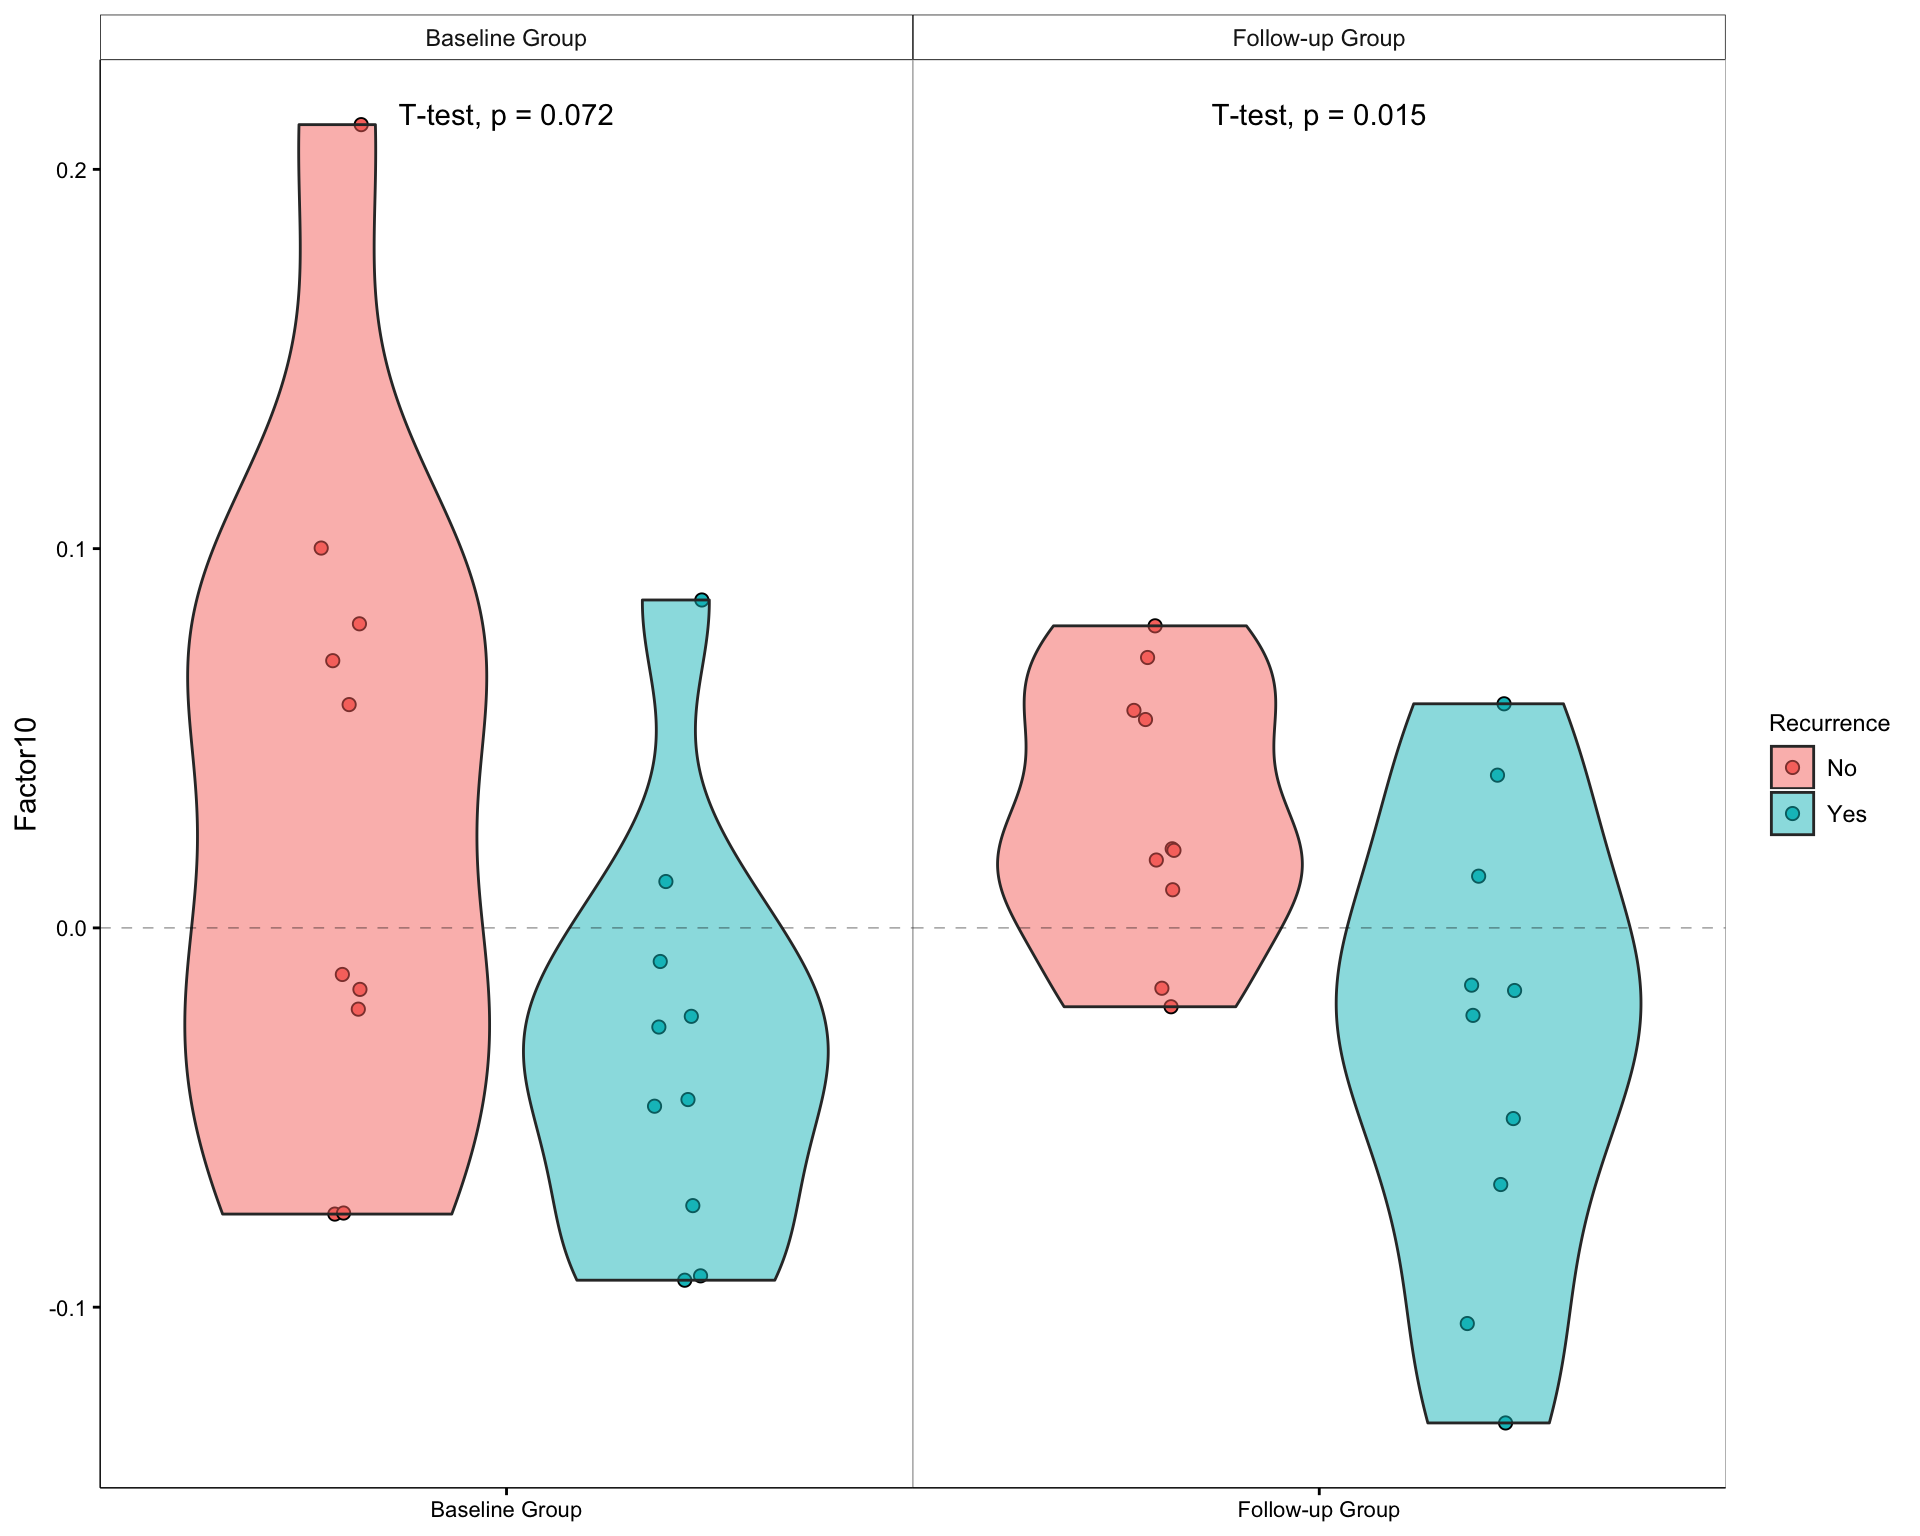 Baseline Group
Follow-up Group
T-test, p = 0.072
T-test, p = 0.015
0.2
0.1
0.0
-0.1
Factor10
Baseline Group
Follow-up Group
Recurrence
No
Yes